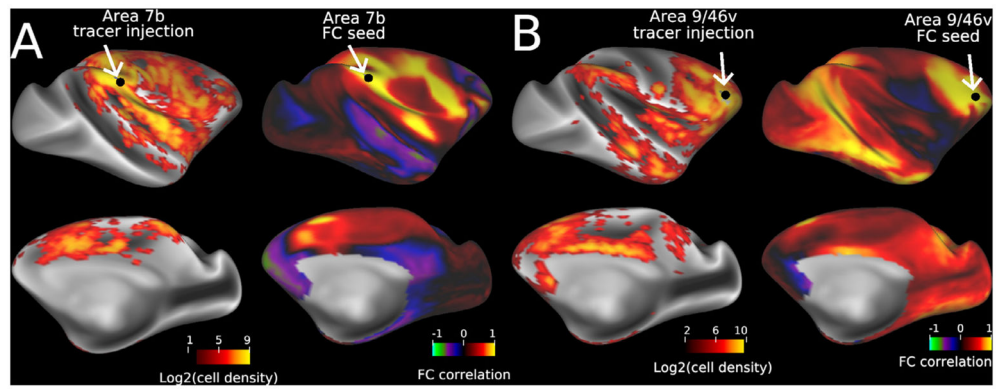 A
Area 7b
tracer injection
Area 7b
FC seed
B
Area 9/46v
tracer injection
Area 9/46v
FC seed
1 5 9
Log2(cell density)
-1 0 1
FC correlation
2 6 10
Log2(cell density)
-1 0 1
FC correlation